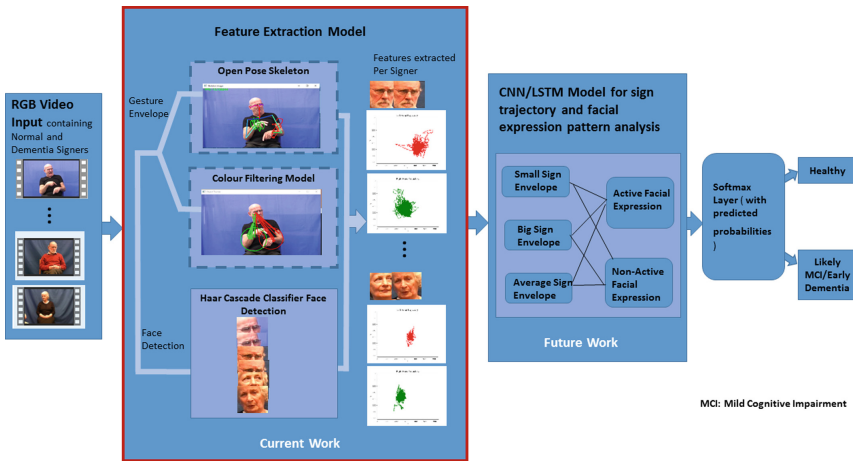 RGB Video
Input containing
Normal and
Dementia Signers
Feature Extraction Model
Gesture
Envelope
Face
Detection
Open Pose Skeleton
Colour Filtering Model
Haar Cascade Classifier Face
Detection
Features extracted
Per Signer
Current Work
CNN/LSTM Model for sign
trajectory and facial
expression pattern analysis
Small Sign
Envelope
Big Sign
Envelope
Average Sign
Envelope
Active Facial
Expression
Non-Active
Facial
Expression
Future Work
Softmax
Layer ( with
predicted
probabilities
)
Healthy
Likely
MCI/Early
Dementia
MCI: Mild Cognitive Impairment